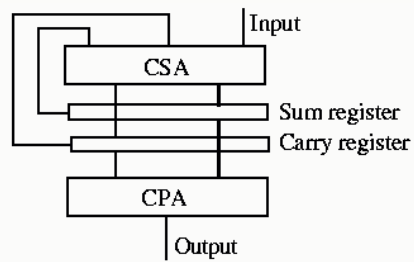 Input
CSA
Sum register
Carry register
CPA
Output